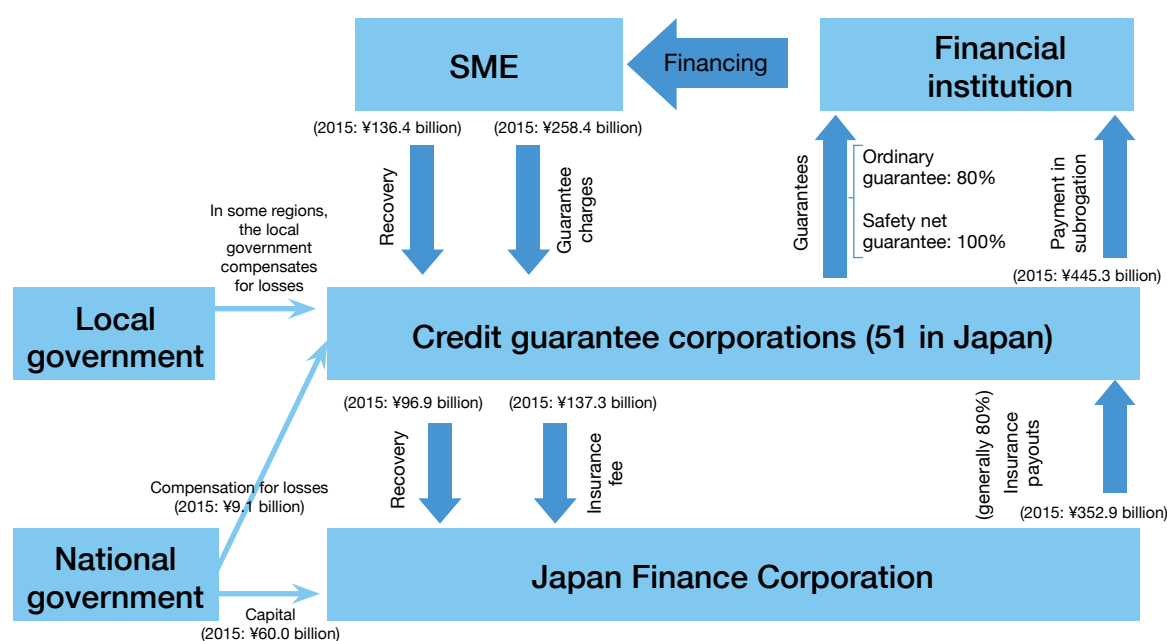 SME
Financing
Financial
institution
(2015: ¥136.4 billion)
(2015: ¥258.4 billion)
Recovery
Guarantee
charges
Guarantees
Ordinary
guarantee: 80%
Safety net
guarantee: 100%
Payment in
subrogation
(2015: ¥445.3 billion)
In some regions,
the local
government
compensates
for losses
Local
government
Credit guarantee corporations (51 in Japan)
(2015: ¥96.9 billion)
(2015: ¥137.3 billion)
Recovery
Insurance
fee
(generally 80%)
Insurance
payouts
(2015: ¥352.9 billion)
Compensation for losses
(2015: ¥9.1 billion)
National
government
Capital
(2015: ¥60.0 billion)
Japan Finance Corporation